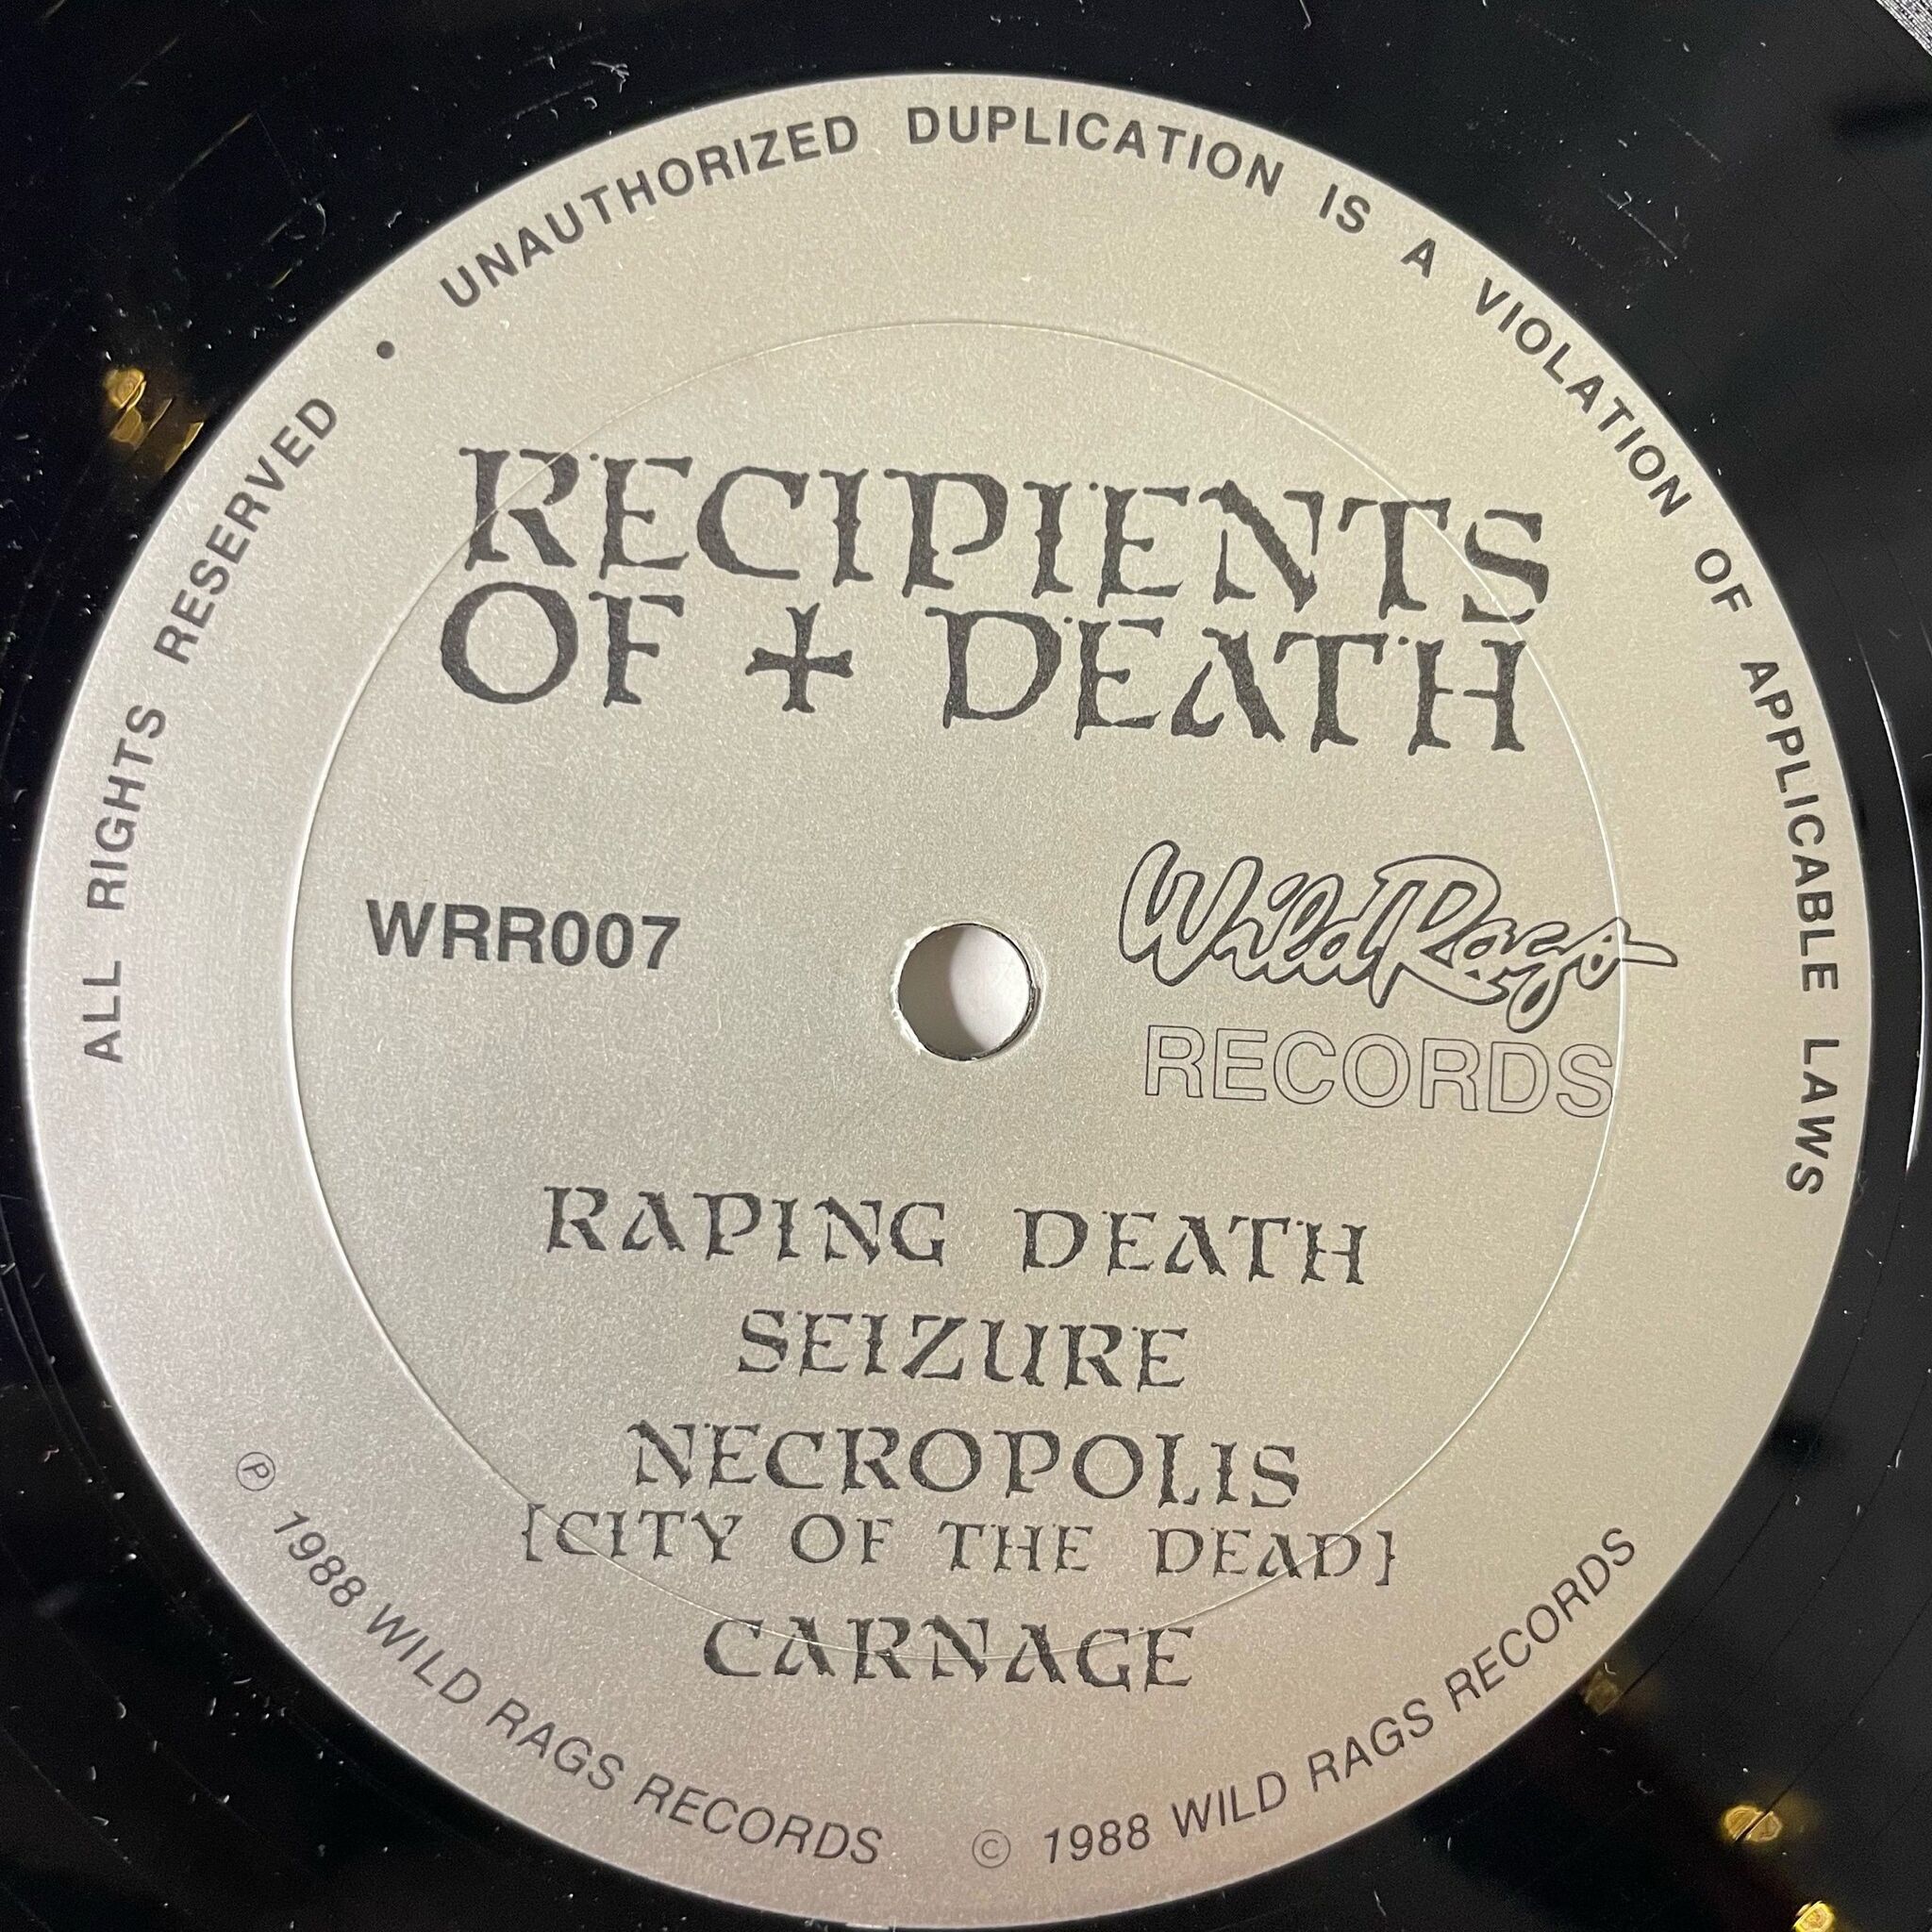 ALL RIGHTS RESERVED • UNAUTHORIZED DUPLICATION IS A VIOLATION OF APPLICABLE LAWS
RECIPIENTS
OF + DEATH
WRR007
Wild Rags
RECORDS
RAPING DEATH
SEIZURE
NECROPOLIS
[CITY OF THE DEAD]
CARNAGE
Ⓟ 1988 WILD RAGS RECORDS © 1988 WILD RAGS RECORDS